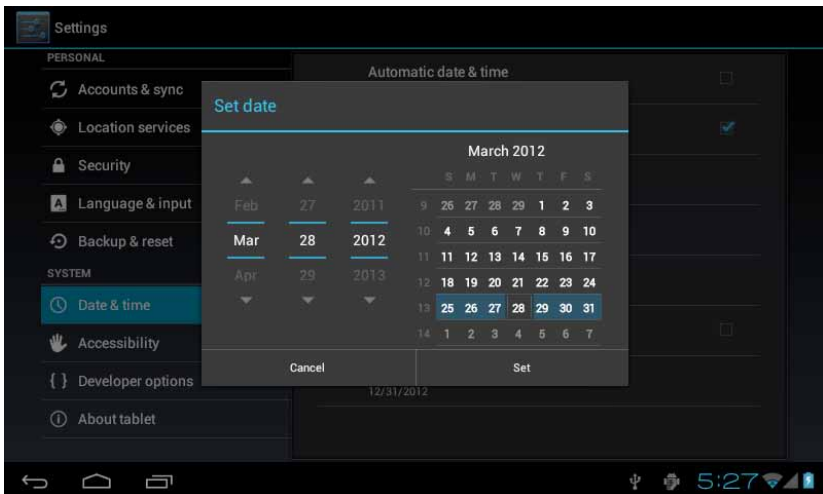 Settings
PERSONAL
Accounts & sync
Location services
Security
A Language & input
Backup & reset
SYSTEM
Date & time
Accessibility
{ } Developer options
About tablet
Automatic date & time
Set date
Feb 27 2011
Mar 28 2012
Apr 29 2013
March 2012
S M T W T F S
9 26 27 28 29 1 2 3
10 4 5 6 7 8 9 10
11 11 12 13 14 15 16 17
12 18 19 20 21 22 23 24
13 25 26 27 28 29 30 31
14 1 2 3 4 5 6 7
Cancel Set
12/31/2012
5:27